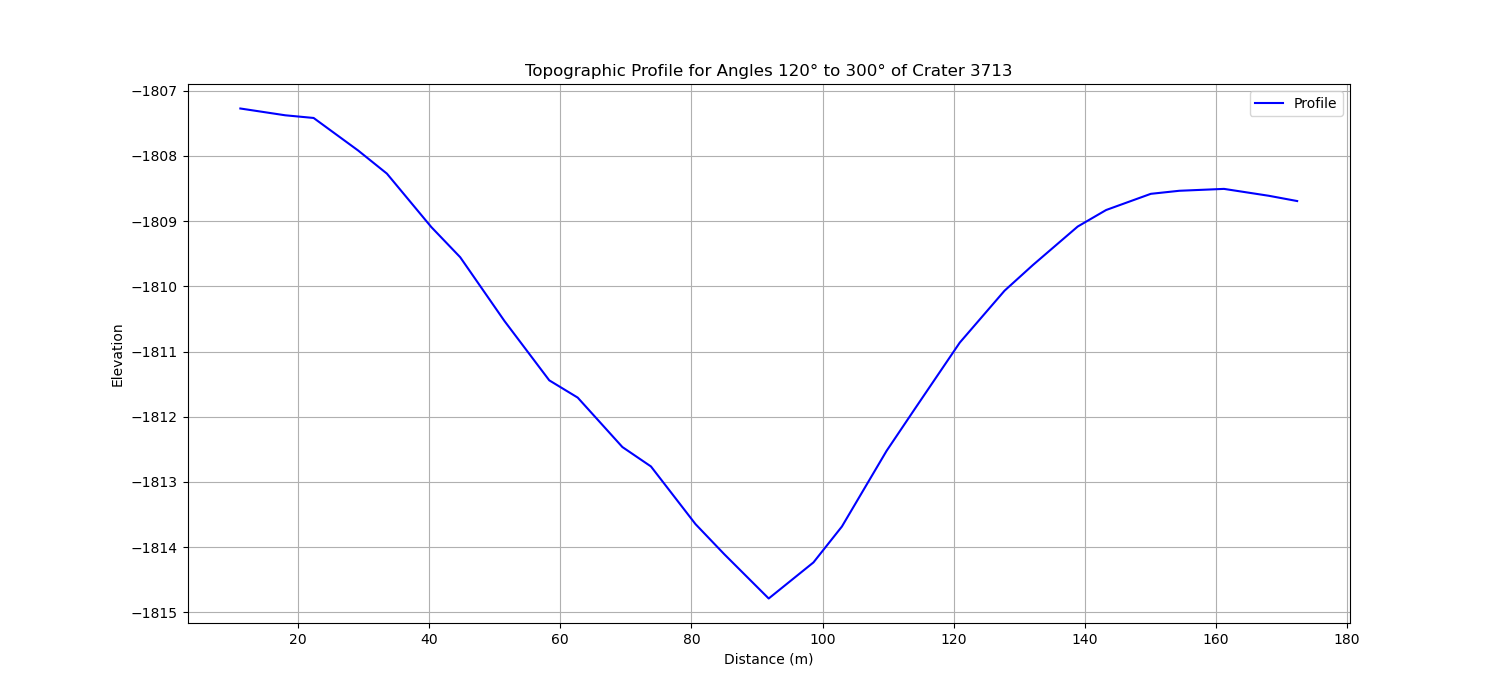 Topographic Profile for Angles 120° to 300° of Crater 3713
Profile
Elevation
−1807
−1808
−1809
−1810
−1811
−1812
−1813
−1814
−1815
20 40 60 80 100 120 140 160 180
Distance (m)